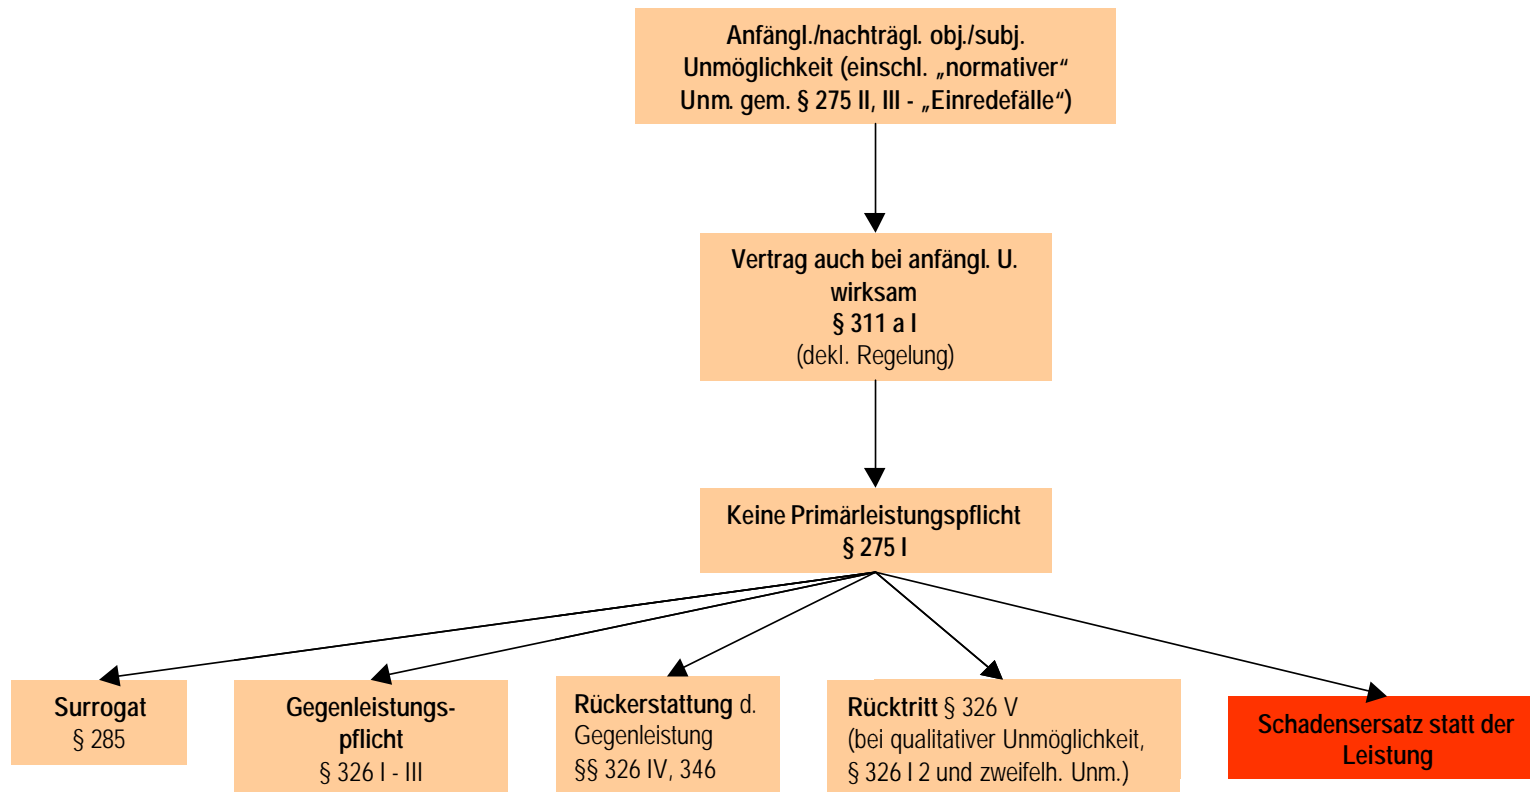 Anfängl./nachträgl. obj./subj.
Unmöglichkeit (einschl. „normativer“
Unm. gem. § 275 II, III - „Einredefälle“)
Vertrag auch bei anfängl. U.
wirksam
§ 311 a I
(dekl. Regelung)
Keine Primärleistungspflicht
§ 275 I
Surrogat
§ 285
Gegenleistungs-
pflicht
§ 326 I - III
Rückerstattung d.
Gegenleistung
§§ 326 IV, 346
Rücktritt § 326 V
(bei qualitativer Unmöglichkeit,
§ 326 I 2 und zweifelh. Unm.)
Schadensersatz statt der
Leistung